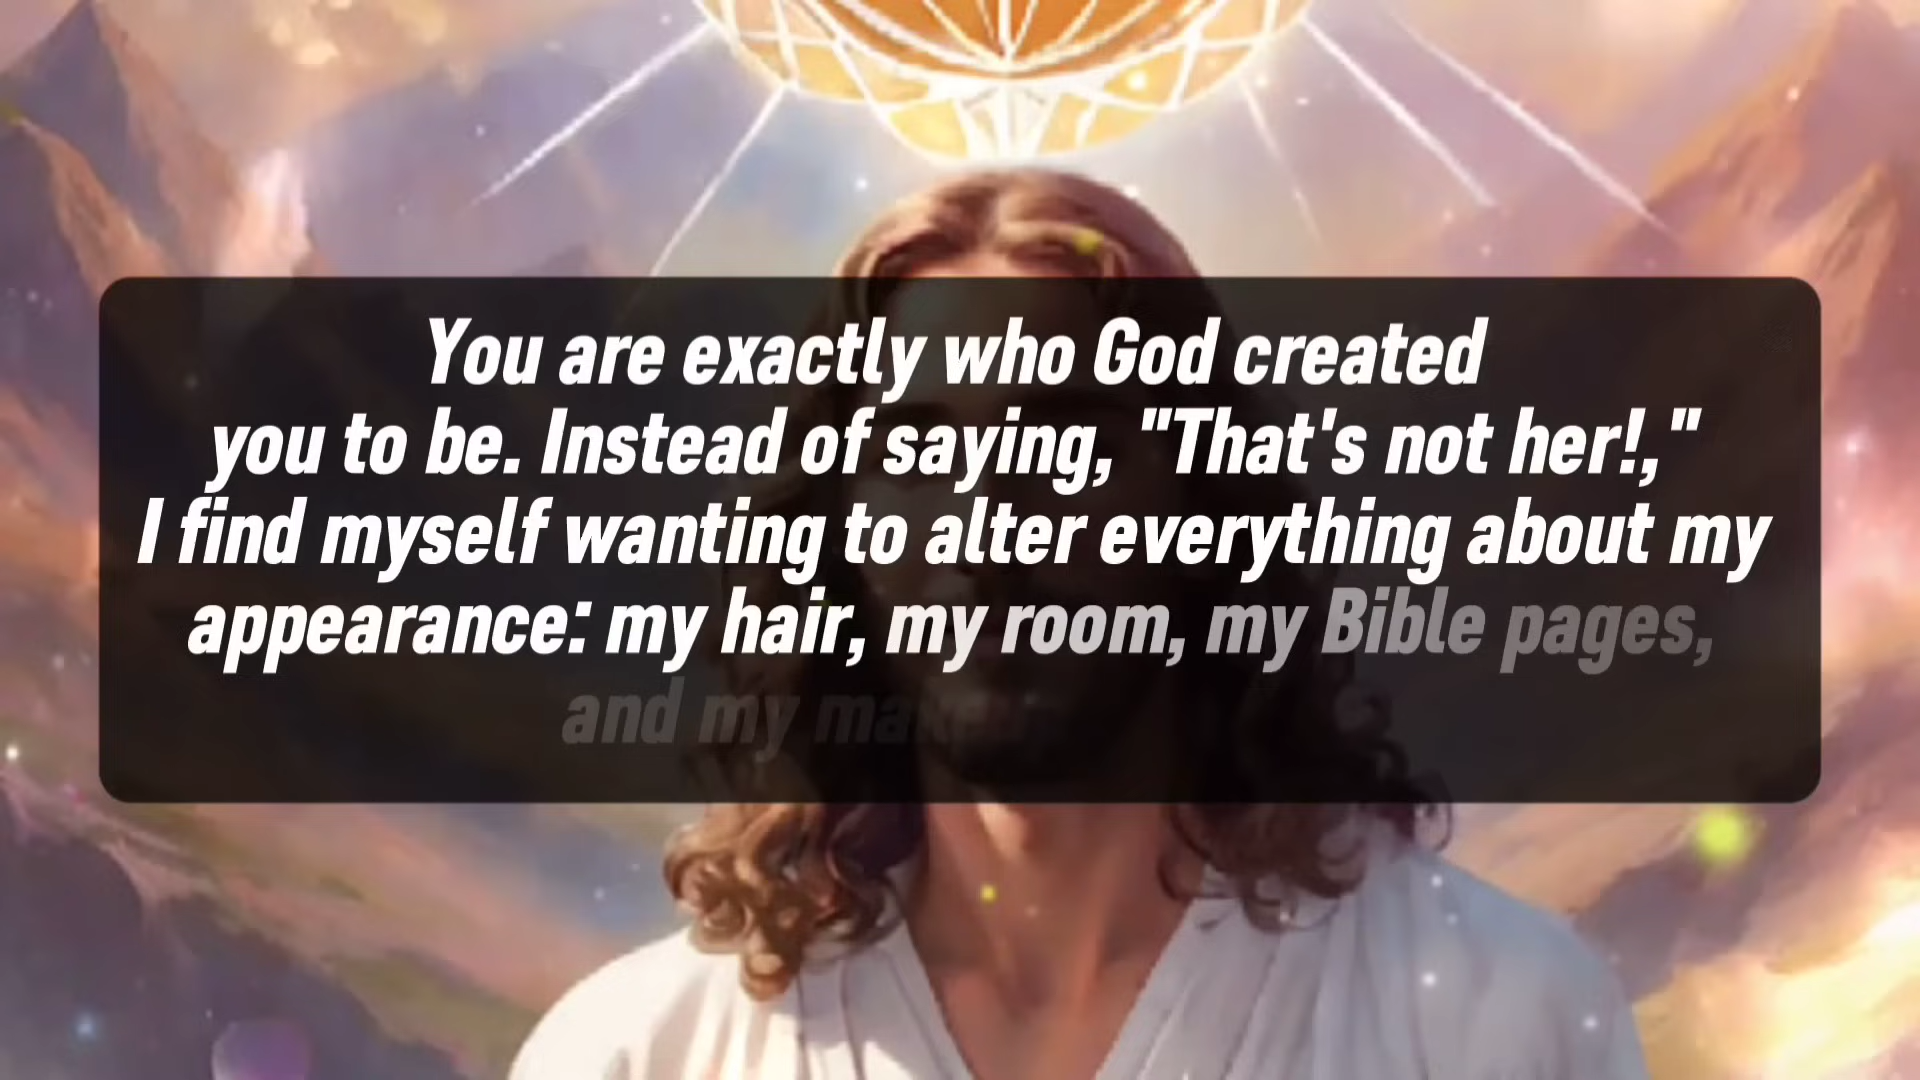 You are exactly who God created
you to be. Instead of saying, "That's not her!,"
I find myself wanting to alter everything about my
appearance: my hair, my room, my Bible pages,
and my